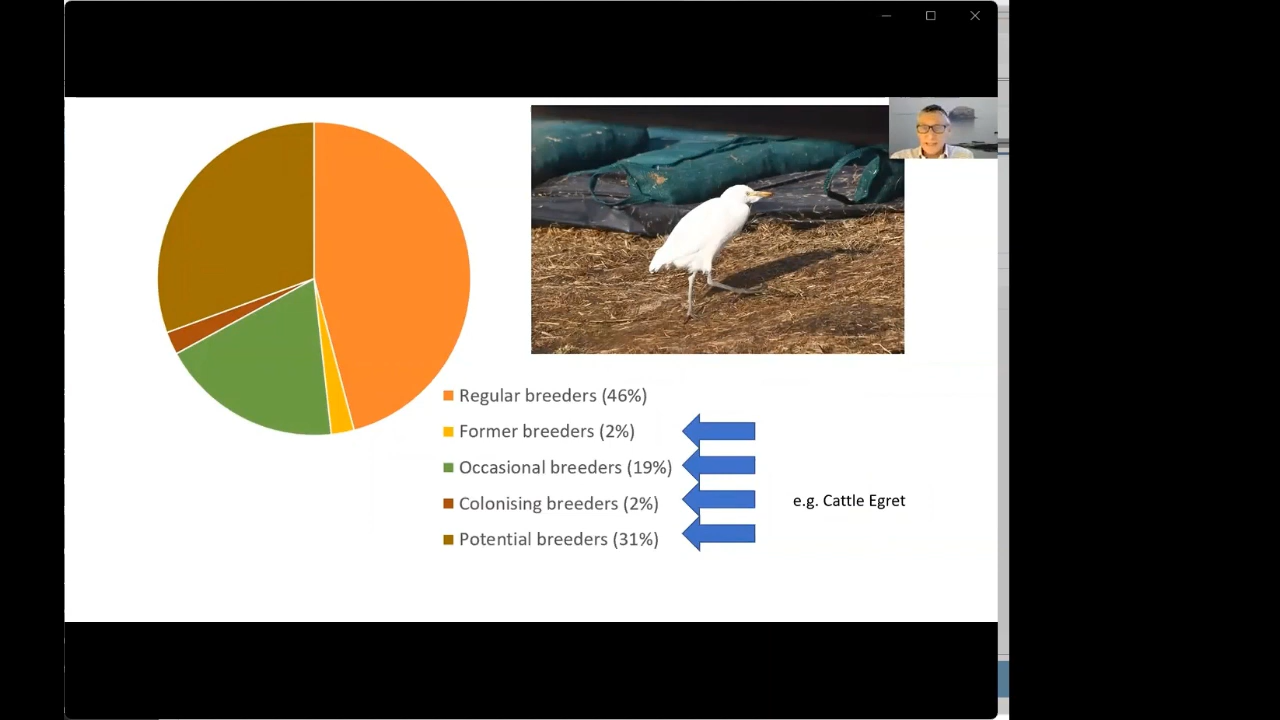 Regular breeders (46%)
Former breeders (2%)
Occasional breeders (19%)
Colonising breeders (2%)
e.g. Cattle Egret
Potential breeders (31%)